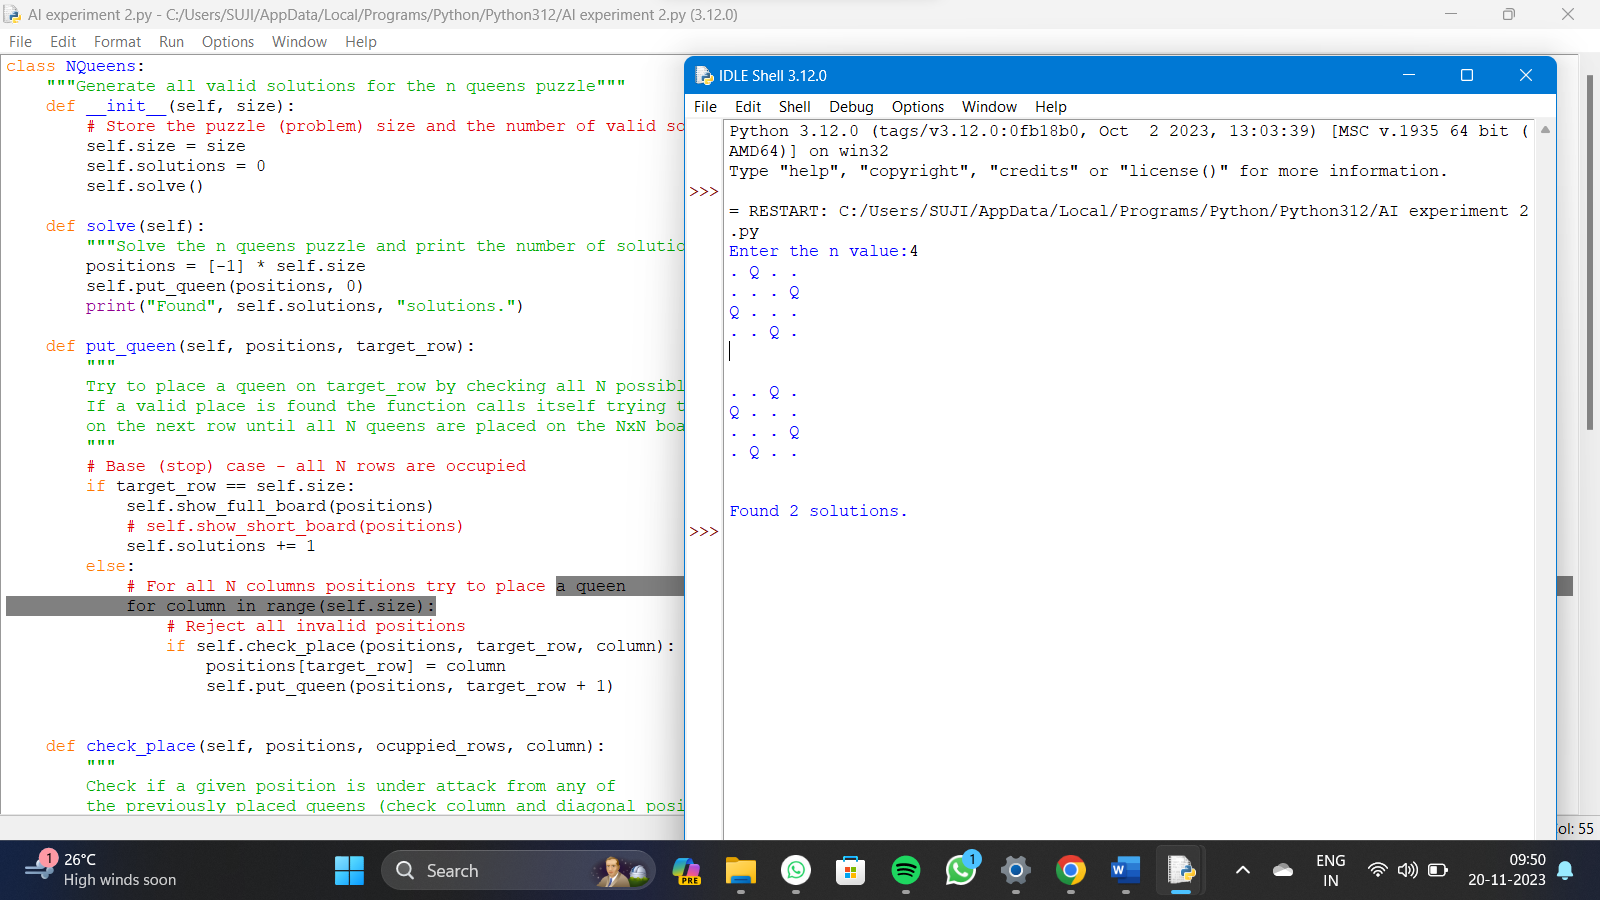 AI experiment 2.py - C:/Users/SUJI/AppData/Local/Programs/Python/Python312/AI experiment 2.py (3.12.0)
File Edit Format Run Options Window Help
class NQueens:
    """Generate all valid solutions for the n queens puzzle"""
    def __init__(self, size):
        # Store the puzzle (problem) size and the number of valid so
        self.size = size
        self.solutions = 0
        self.solve()
    def solve(self):
        """Solve the n queens puzzle and print the number of solutio
        positions = [-1] * self.size
        self.put_queen(positions, 0)
        print("Found", self.solutions, "solutions.")
    def put_queen(self, positions, target_row):
        """
        Try to place a queen on target_row by checking all N possibl
        If a valid place is found the function calls itself trying t
        on the next row until all N queens are placed on the NxN boa
        """
        # Base (stop) case - all N rows are occupied
        if target_row == self.size:
            self.show_full_board(positions)
            # self.show_short_board(positions)
            self.solutions += 1
        else:
            # For all N columns positions try to place a queen
            for column in range(self.size):
                # Reject all invalid positions
                if self.check_place(positions, target_row, column):
                    positions[target_row] = column
                    self.put_queen(positions, target_row + 1)
    def check_place(self, positions, ocuppied_rows, column):
        """
        Check if a given position is under attack from any of
        the previously placed queens (check column and diagonal posi
IDLE Shell 3.12.0
File Edit Shell Debug Options Window Help
Python 3.12.0 (tags/v3.12.0:0fb18b0, Oct  2 2023, 13:03:39) [MSC v.1935 64 bit (
AMD64)] on win32
Type "help", "copyright", "credits" or "license()" for more information.
>>>
= RESTART: C:/Users/SUJI/AppData/Local/Programs/Python/Python312/AI experiment 2
.py
Enter the n value:4
. Q . .
. . . Q
Q . . .
. . Q .
. . Q .
Q . . .
. . . Q
. Q . .
Found 2 solutions.
>>>
ol: 55
1
26°C
High winds soon
Search
PRE
1
W
ENG
IN
09:50
20-11-2023